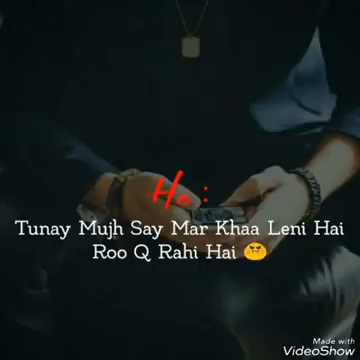 He :
Tunay Mujh Say Mar Khaa Leni Hai
Roo Q Rahi Hai 😠
Made with
VideoShow